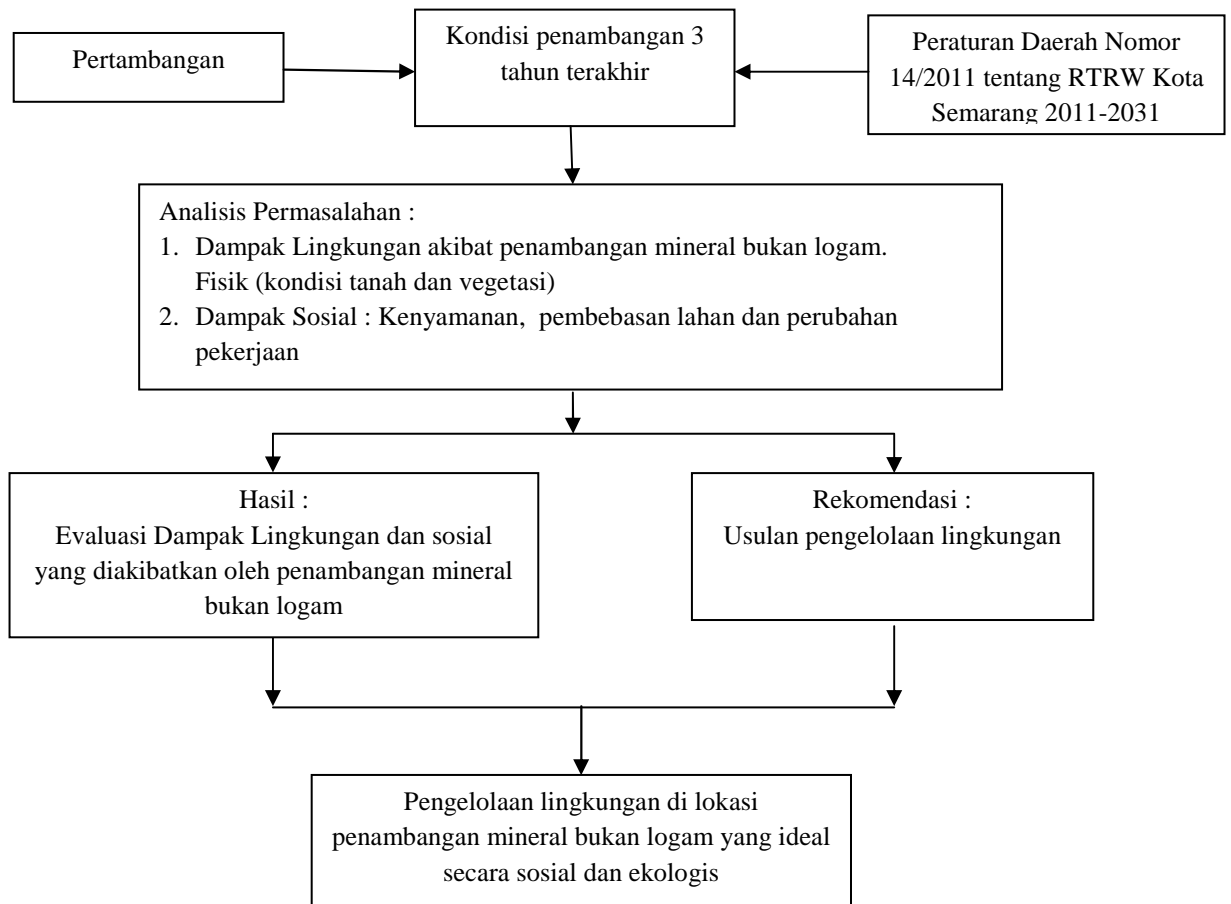 Pertambangan
Kondisi penambangan 3
tahun terakhir
Peraturan Daerah Nomor
14/2011 tentang RTRW Kota
Semarang 2011-2031
Analisis Permasalahan :
1. Dampak Lingkungan akibat penambangan mineral bukan logam.
Fisik (kondisi tanah dan vegetasi)
2. Dampak Sosial : Kenyamanan, pembebasan lahan dan perubahan
pekerjaan
Hasil :
Evaluasi Dampak Lingkungan dan sosial
yang diakibatkan oleh penambangan mineral
bukan logam
Rekomendasi :
Usulan pengelolaan lingkungan
Pengelolaan lingkungan di lokasi
penambangan mineral bukan logam yang ideal
secara sosial dan ekologis